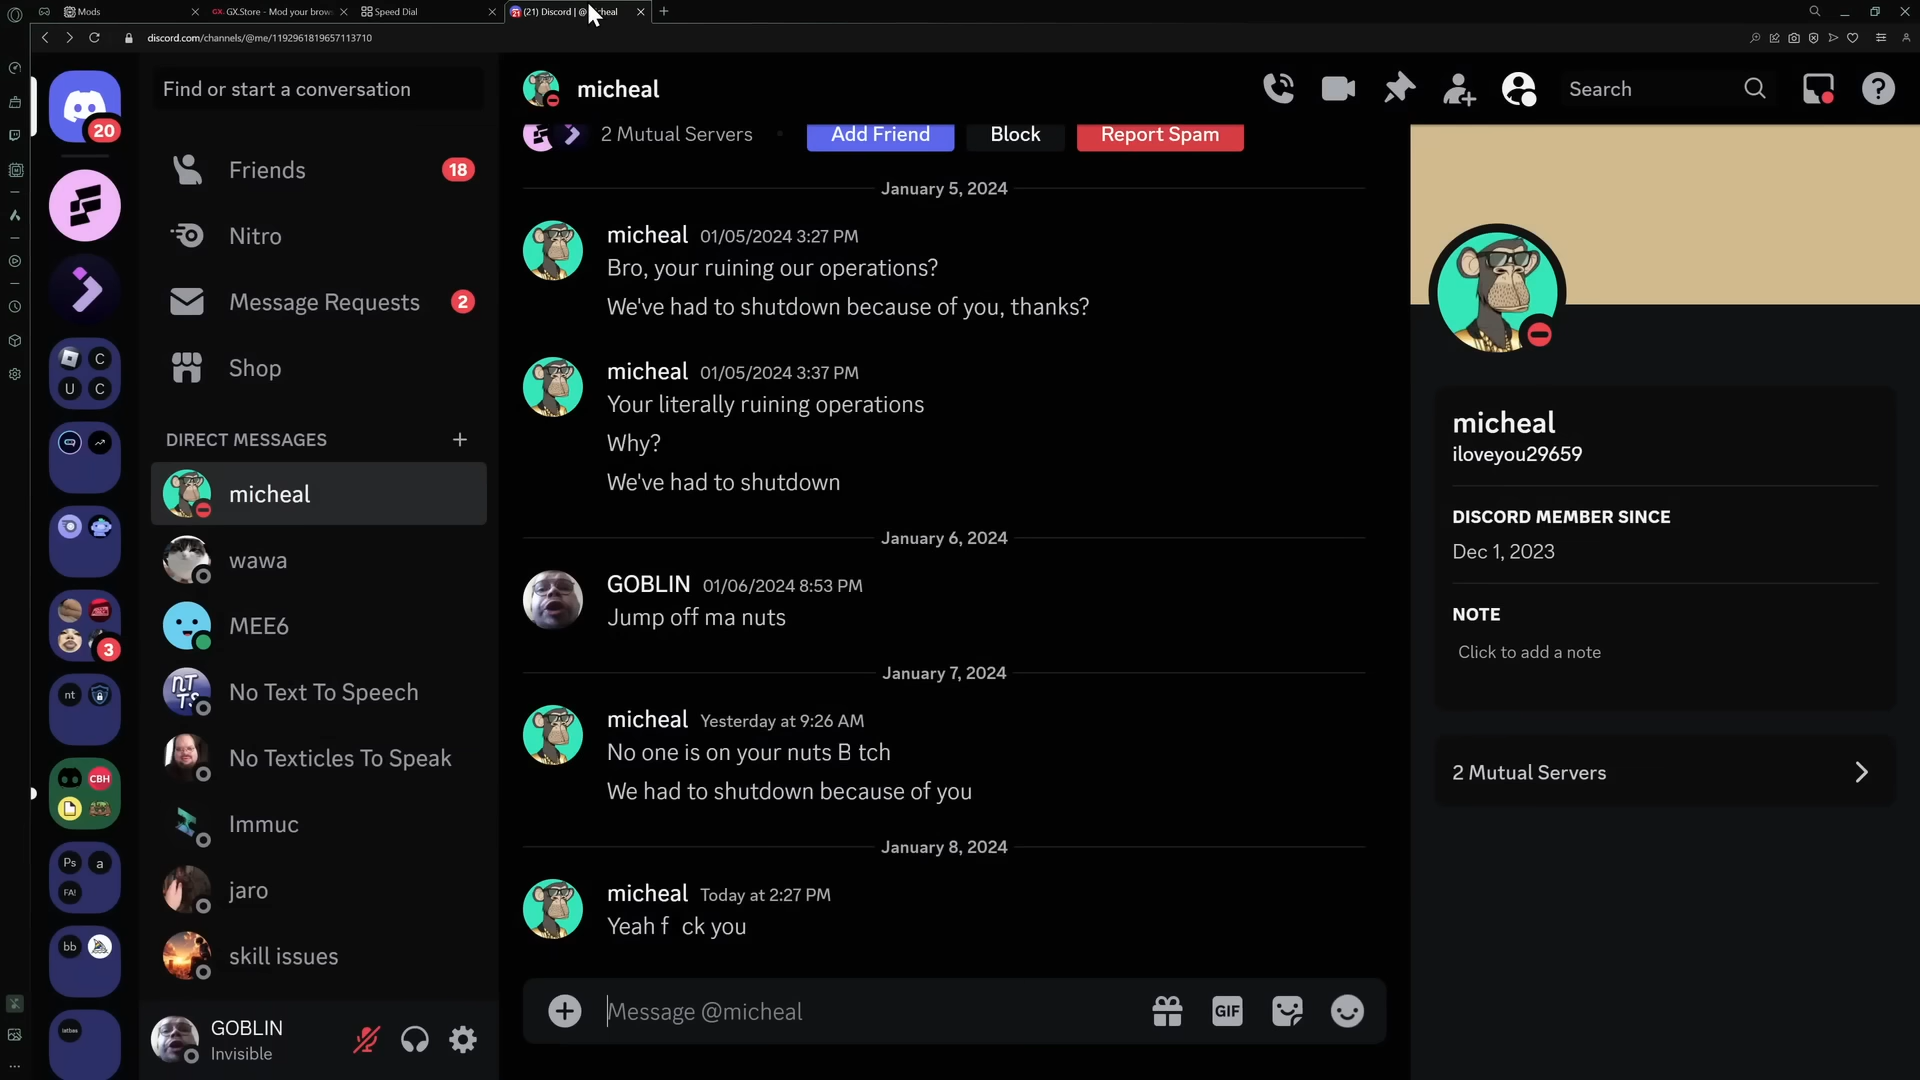 Mods
GX.Store - Mod your brow
Speed Dial
(21) Discord | @
cheal
discord.com/channels/@me/1192961819657113710
20
Find or start a conversation
Friends
18
Nitro
Message Requests
2
Shop
DIRECT MESSAGES
micheal
wawa
MEE6
No Text To Speech
No Texticles To Speak
Immuc
jaro
skill issues
GOBLIN
Invisible
C
U
C
3
nt
CBH
Ps
a
FA!
bb
micheal
Search
2 Mutual Servers
Add Friend
Block
Report Spam
January 5, 2024
micheal 01/05/2024 3:27 PM
Bro, your ruining our operations?
We've had to shutdown because of you, thanks?
micheal 01/05/2024 3:37 PM
Your literally ruining operations
Why?
We've had to shutdown
January 6, 2024
GOBLIN 01/06/2024 8:53 PM
Jump off ma nuts
January 7, 2024
micheal Yesterday at 9:26 AM
No one is on your nuts B tch
We had to shutdown because of you
January 8, 2024
micheal Today at 2:27 PM
Yeah f ck you
Message @micheal
GIF
micheal
iloveyou29659
DISCORD MEMBER SINCE
Dec 1, 2023
NOTE
Click to add a note
2 Mutual Servers